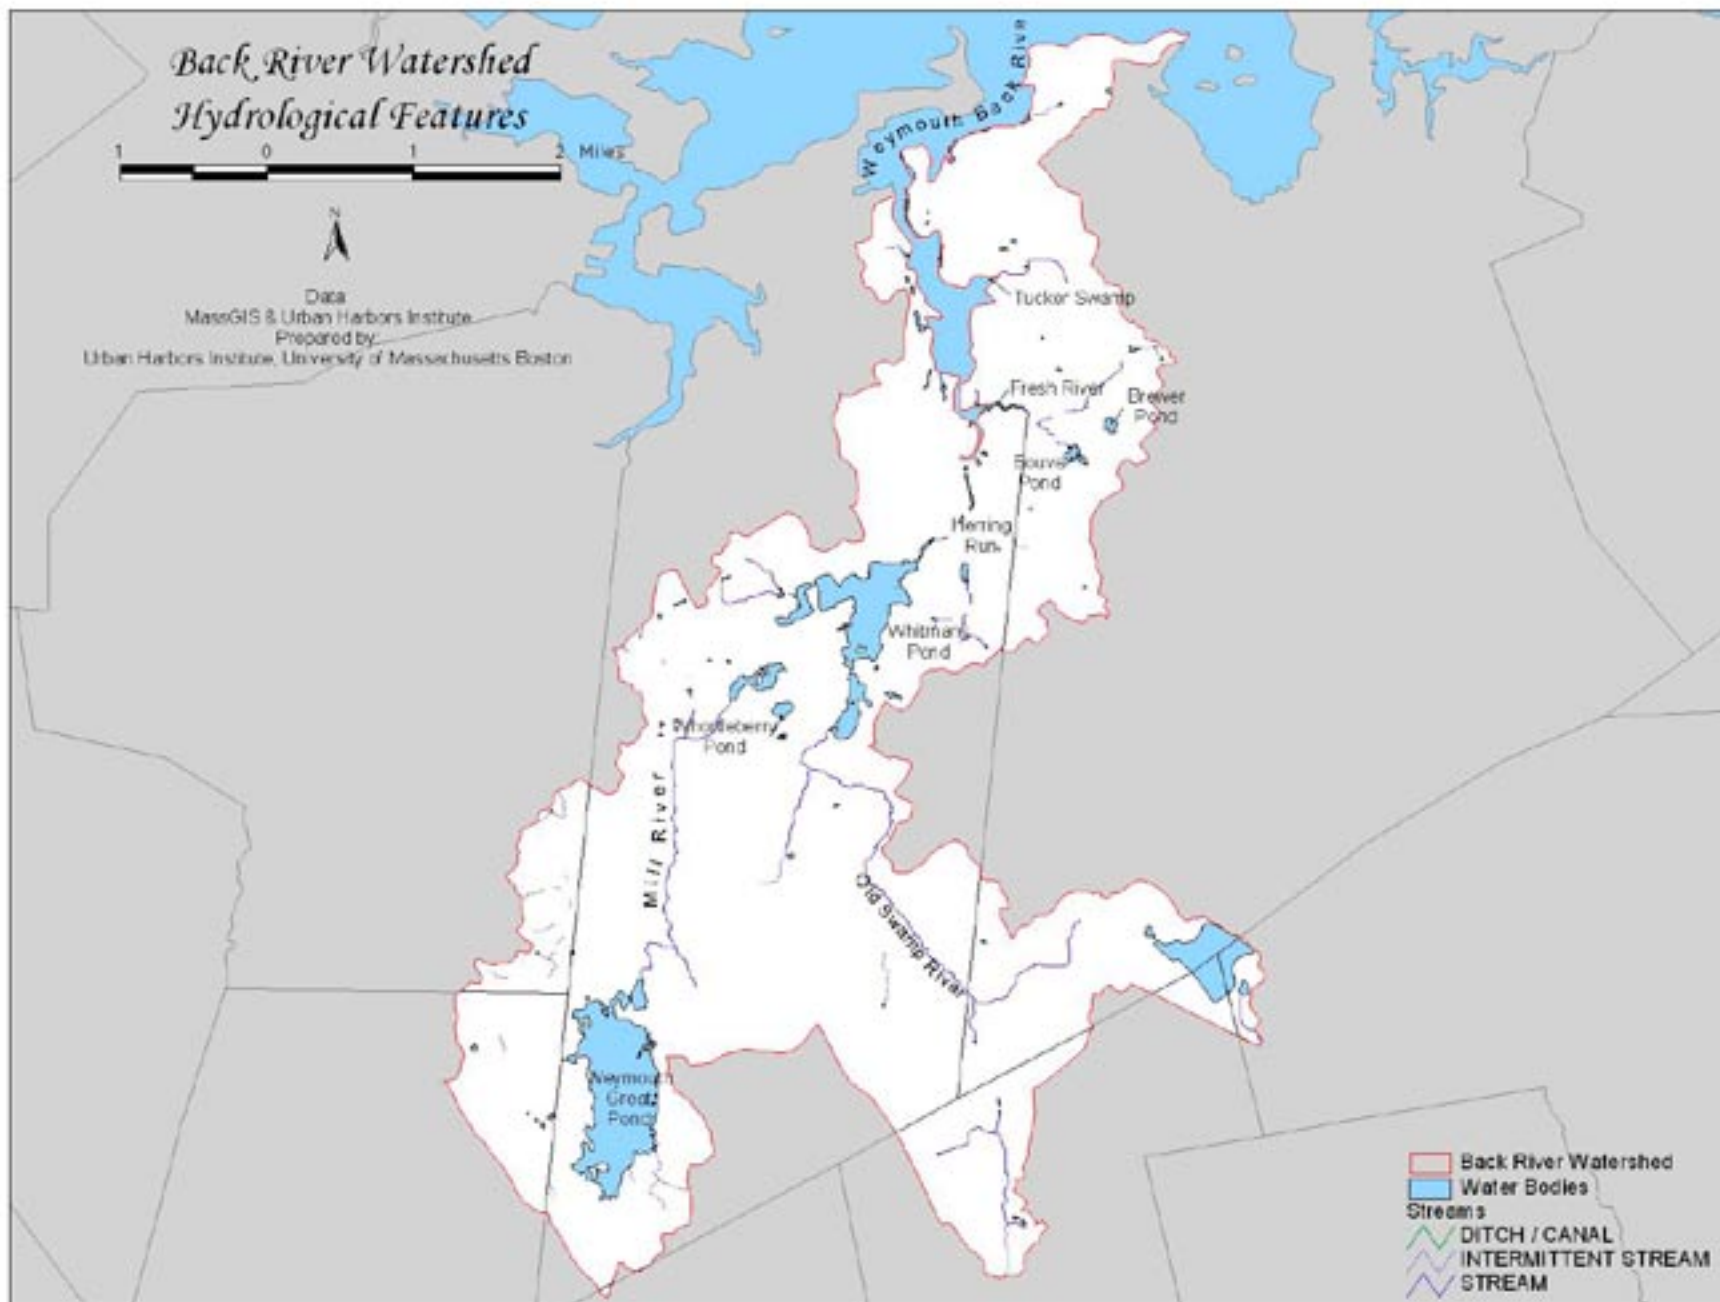 Back River Watershed
Hydrological Features
1 0 1 2 Miles
N
Data
MassGIS & Urban Harbors Institute
Prepared by:
Urban Harbors Institute, University of Massachusetts Boston
Weymouth Back River
Tucker Swamp
Fresh River
Brewer
Pond
Bouve
Pond
Herring
Run
Whitman
Pond
Whortleberry
Pond
Mill River
Old Swamp River
Weymouth
Great
Pond
Back River Watershed
Water Bodies
Streams
DITCH / CANAL
INTERMITTENT STREAM
STREAM